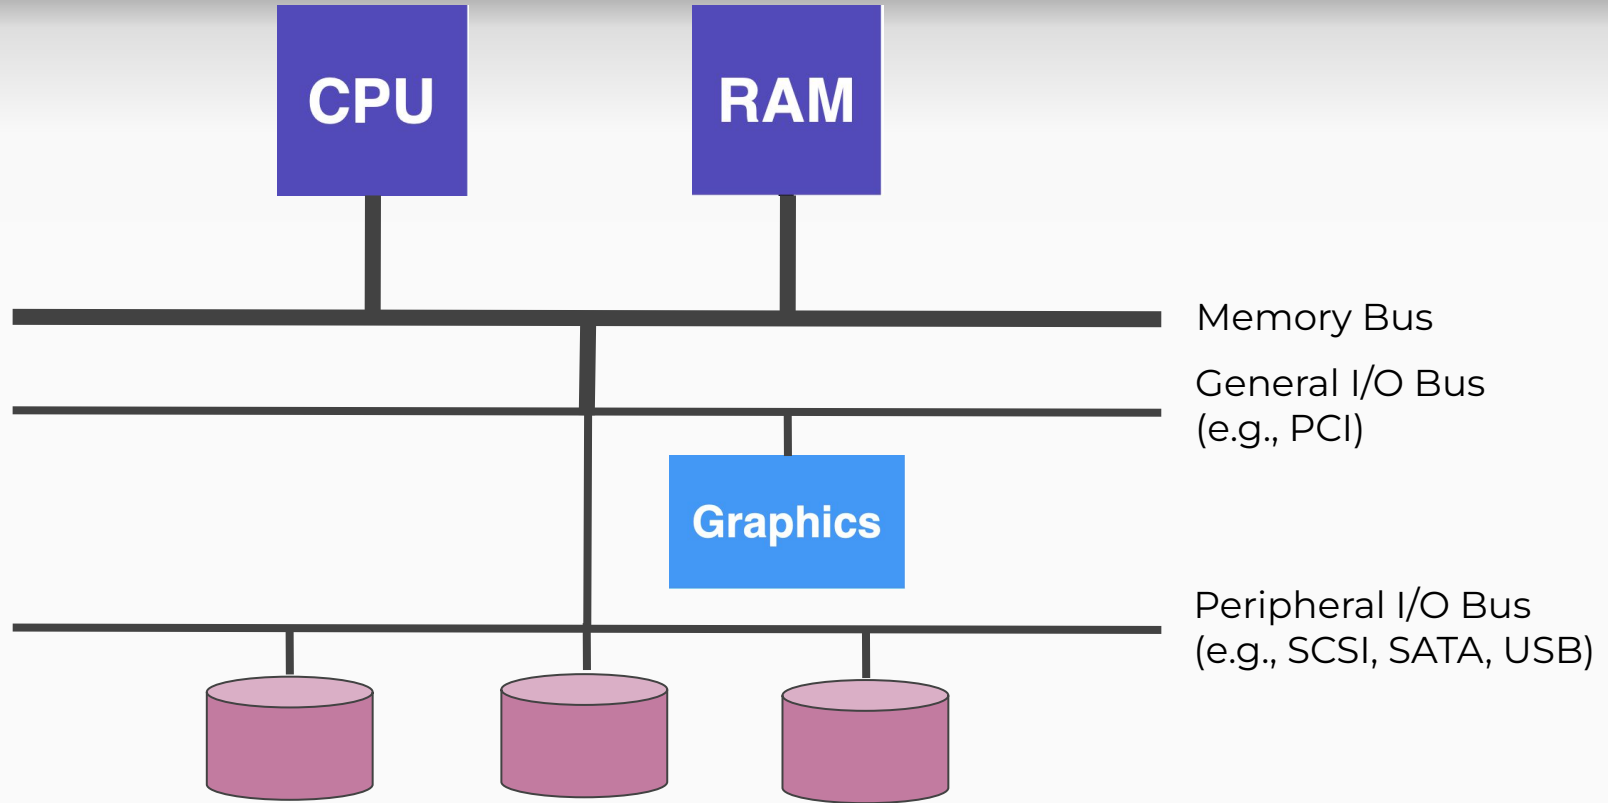 CPU
RAM
Memory Bus
General I/O Bus
(e.g., PCI)
Graphics
Peripheral I/O Bus
(e.g., SCSI, SATA, USB)